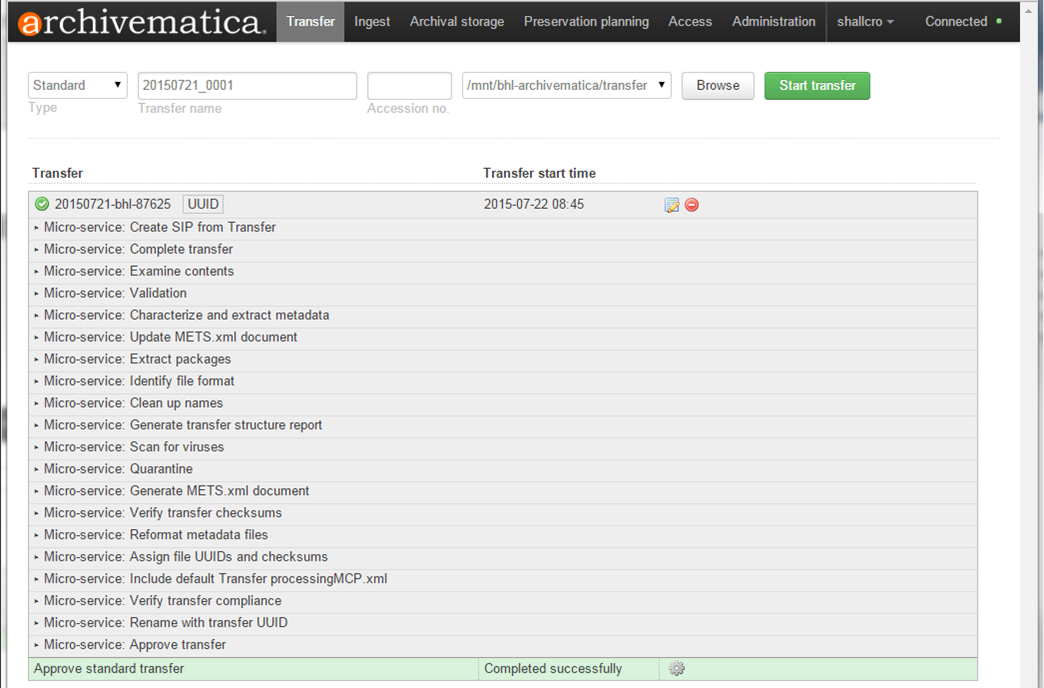 archivematica. Transfer Ingest Archival storage Preservation planning Access Administration shallcro Connected
Standard 20150721_0001 /mnt/bhl-archivematica/transfer Browse Start transfer
Type Transfer name Accession no.
Transfer Transfer start time
20150721-bhl-87625 UUID 2015-07-22 08:45
Micro-service: Create SIP from Transfer
Micro-service: Complete transfer
Micro-service: Examine contents
Micro-service: Validation
Micro-service: Characterize and extract metadata
Micro-service: Update METS.xml document
Micro-service: Extract packages
Micro-service: Identify file format
Micro-service: Clean up names
Micro-service: Generate transfer structure report
Micro-service: Scan for viruses
Micro-service: Quarantine
Micro-service: Generate METS.xml document
Micro-service: Verify transfer checksums
Micro-service: Reformat metadata files
Micro-service: Assign file UUIDs and checksums
Micro-service: Include default Transfer processingMCP.xml
Micro-service: Verify transfer compliance
Micro-service: Rename with transfer UUID
Micro-service: Approve transfer
Approve standard transfer Completed successfully